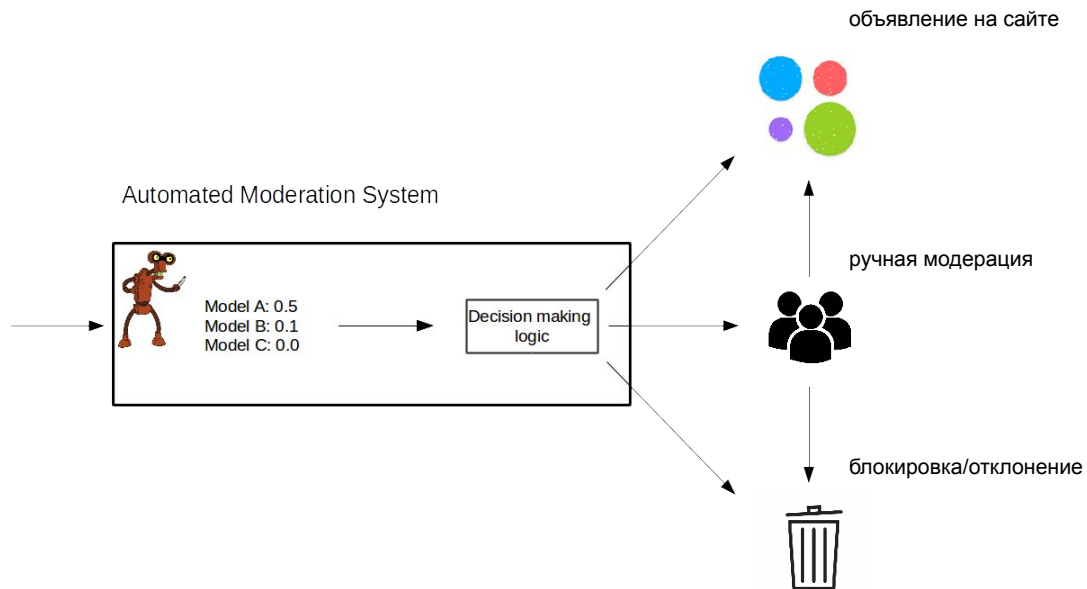 объявление на сайте
Automated Moderation System
ручная модерация
Model A: 0.5
Model B: 0.1
Model C: 0.0
Decision making
logic
блокировка/отклонение